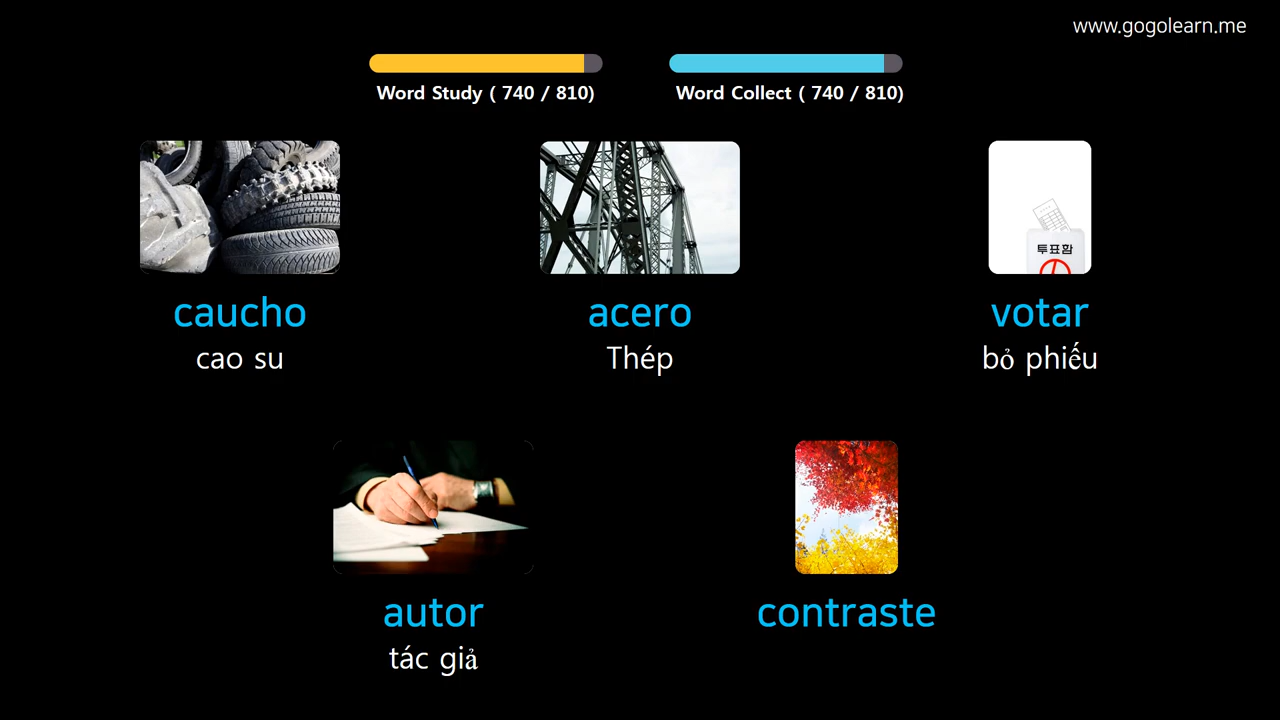 www.gogolearn.me
Word Study ( 740 / 810)
Word Collect ( 740 / 810)
투표함
caucho
cao su
acero
Thép
votar
bỏ phiếu
autor
tác giả
contraste